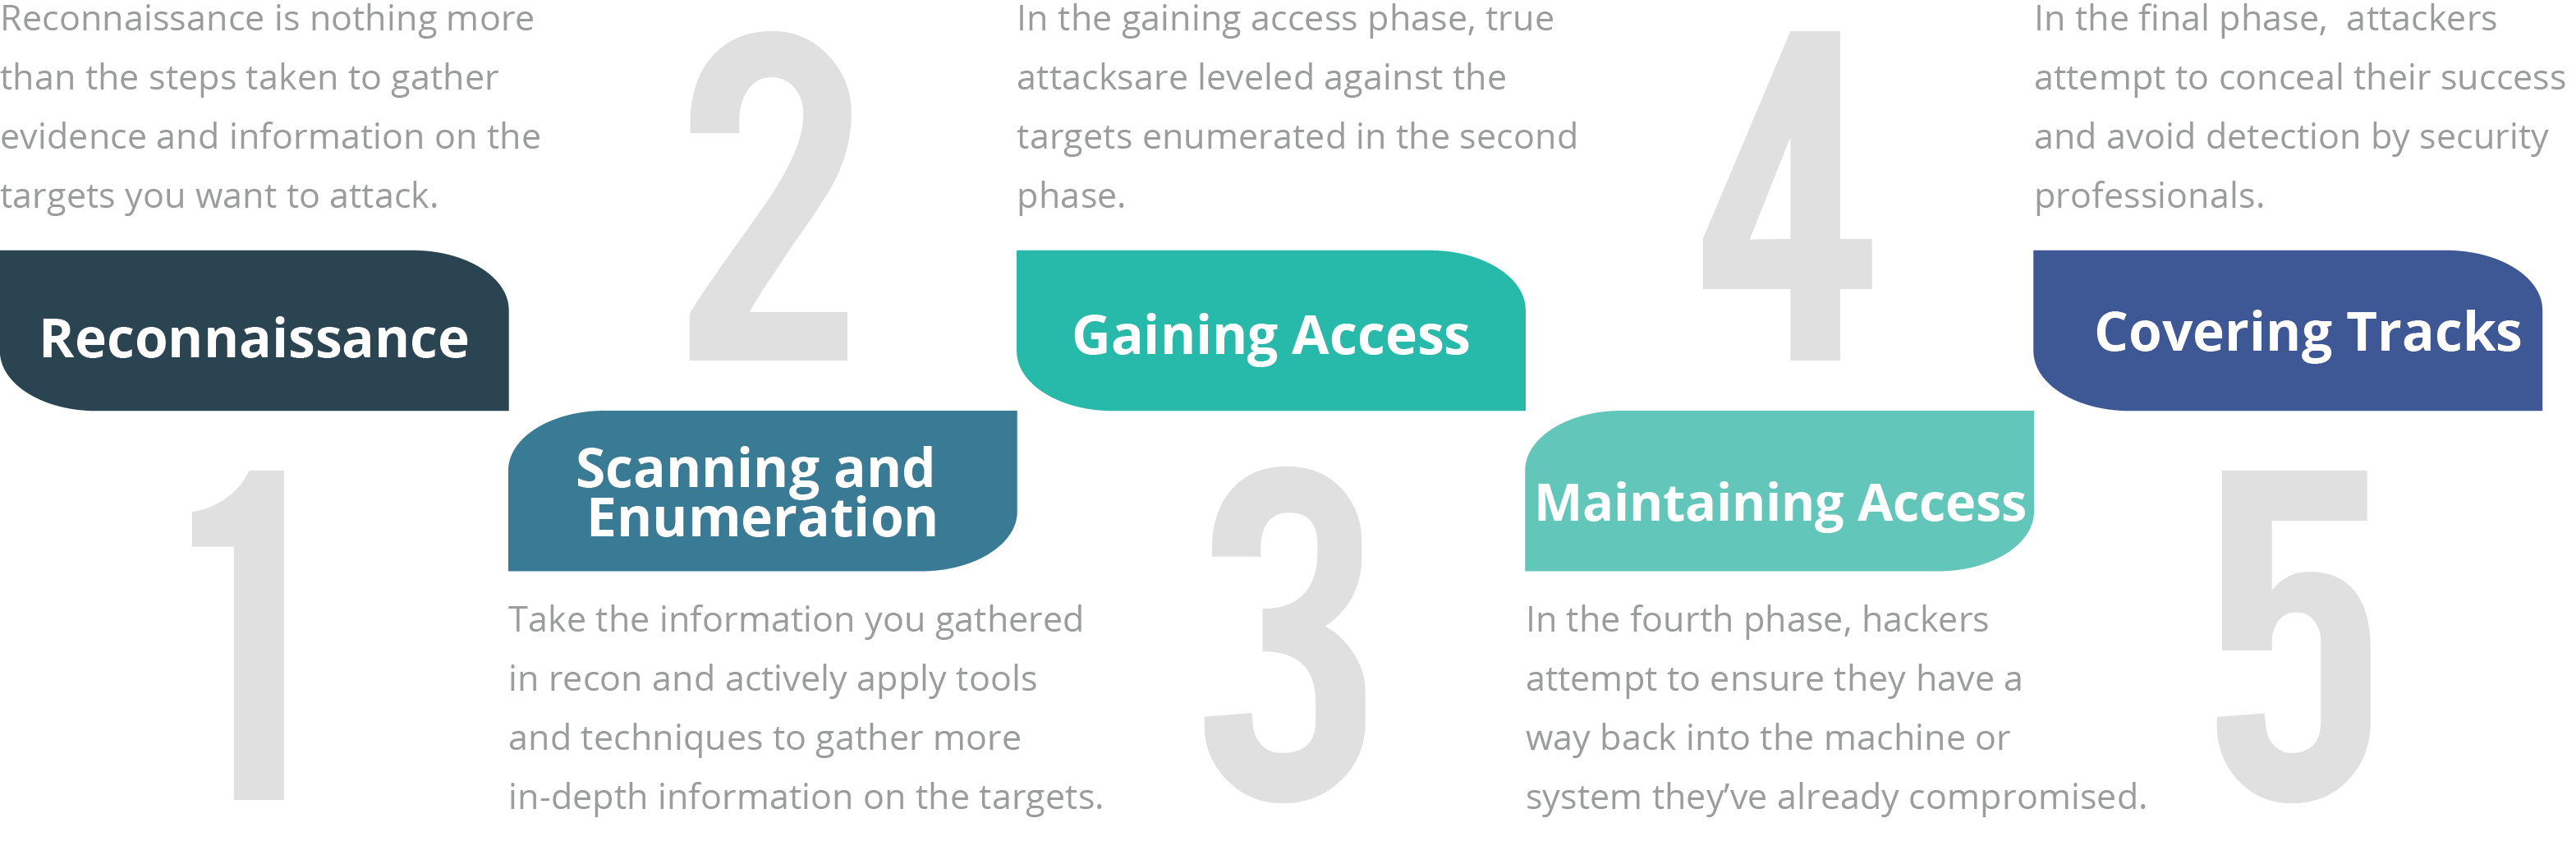 Reconnaissance is nothing more
than the steps taken to gather
evidence and information on the
targets you want to attack.
Reconnaissance
1
2
Scanning and
Enumeration
Take the information you gathered
in recon and actively apply tools
and techniques to gather more
in-depth information on the targets.
In the gaining access phase, true
attacksare leveled against the
targets enumerated in the second
phase.
Gaining Access
3
4
Maintaining Access
In the fourth phase, hackers
attempt to ensure they have a
way back into the machine or
system they’ve already compromised.
In the final phase,  attackers
attempt to conceal their success
and avoid detection by security
professionals.
Covering Tracks
5